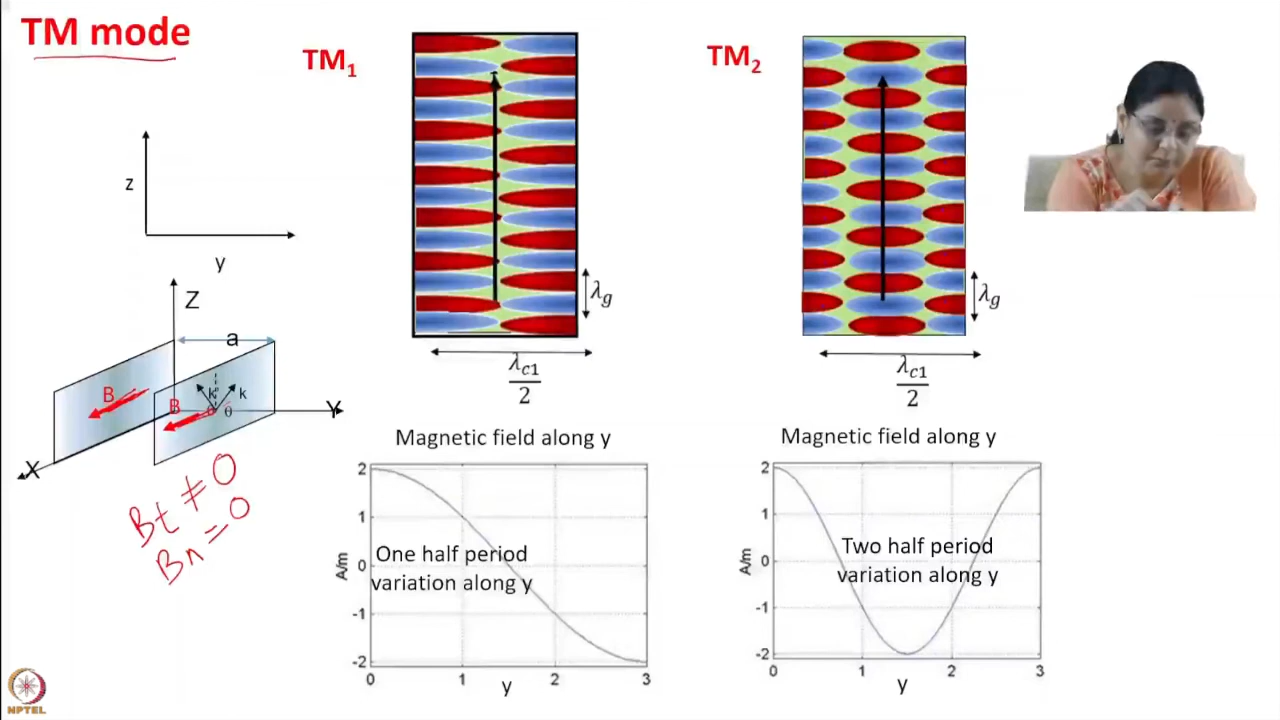 TM mode
TM₁
TM₂
z
y
Z
a
B
B
k'
k
θ
θ
Y
X
Bt ≠ 0
Bn = 0
λg
λc1
2
λg
λc1
2
Magnetic field along y
2
1
0
-1
-2
A/m
One half period
variation along y
0
1
2
3
y
Magnetic field along y
2
1
0
-1
-2
A/m
Two half period
variation along y
0
1
2
3
y
NPTEL